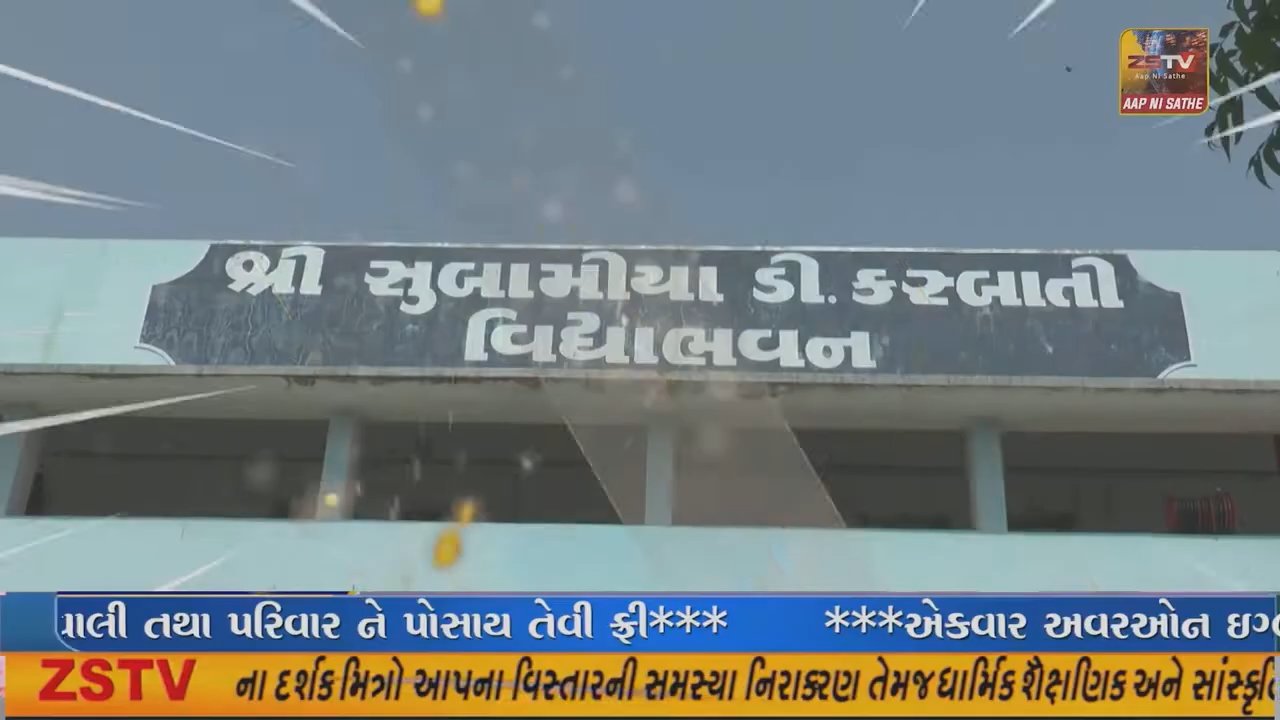 ZSTV
Aap Ni Sathe
AAP NI SATHE
શ્રી સુબામીયા ડી. કરબાતી
વિદ્યાભવન
તથા પરિવાર ને પોસાય તેવી ફ્રી*** ***એકવાર અવરઓન
ZSTV ના દર્શક મિત્રો આપના વિસ્તારની સમસ્યા નિરાકરણ તેમજ ધાર્મિક શૈક્ષણિક અને